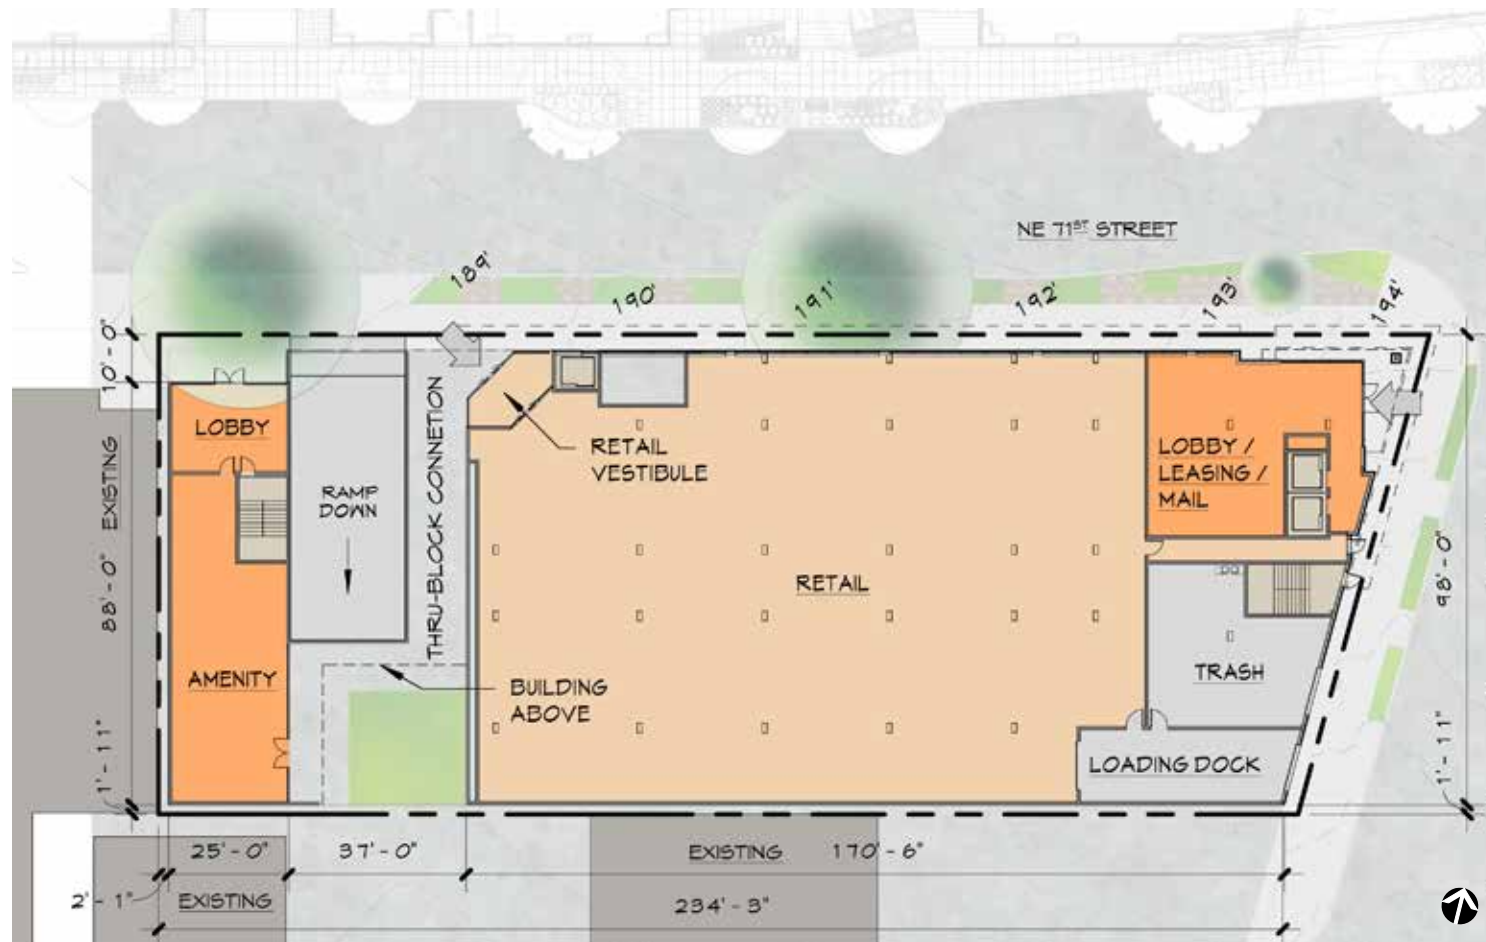 NE 71ST STREET
189'
190'
191'
192'
193'
194'
10'-0"
EXISTING
88'-0"
1'-11"
LOBBY
RAMP
DOWN
THRU-BLOCK CONNETION
RETAIL
VESTIBULE
LOBBY /
LEASING /
MAIL
RETAIL
AMENITY
BUILDING
ABOVE
TRASH
LOADING DOCK
98'-0"
1'-11"
25'-0"
37'-0"
EXISTING
170'-6"
2'-1"
EXISTING
234'-3"